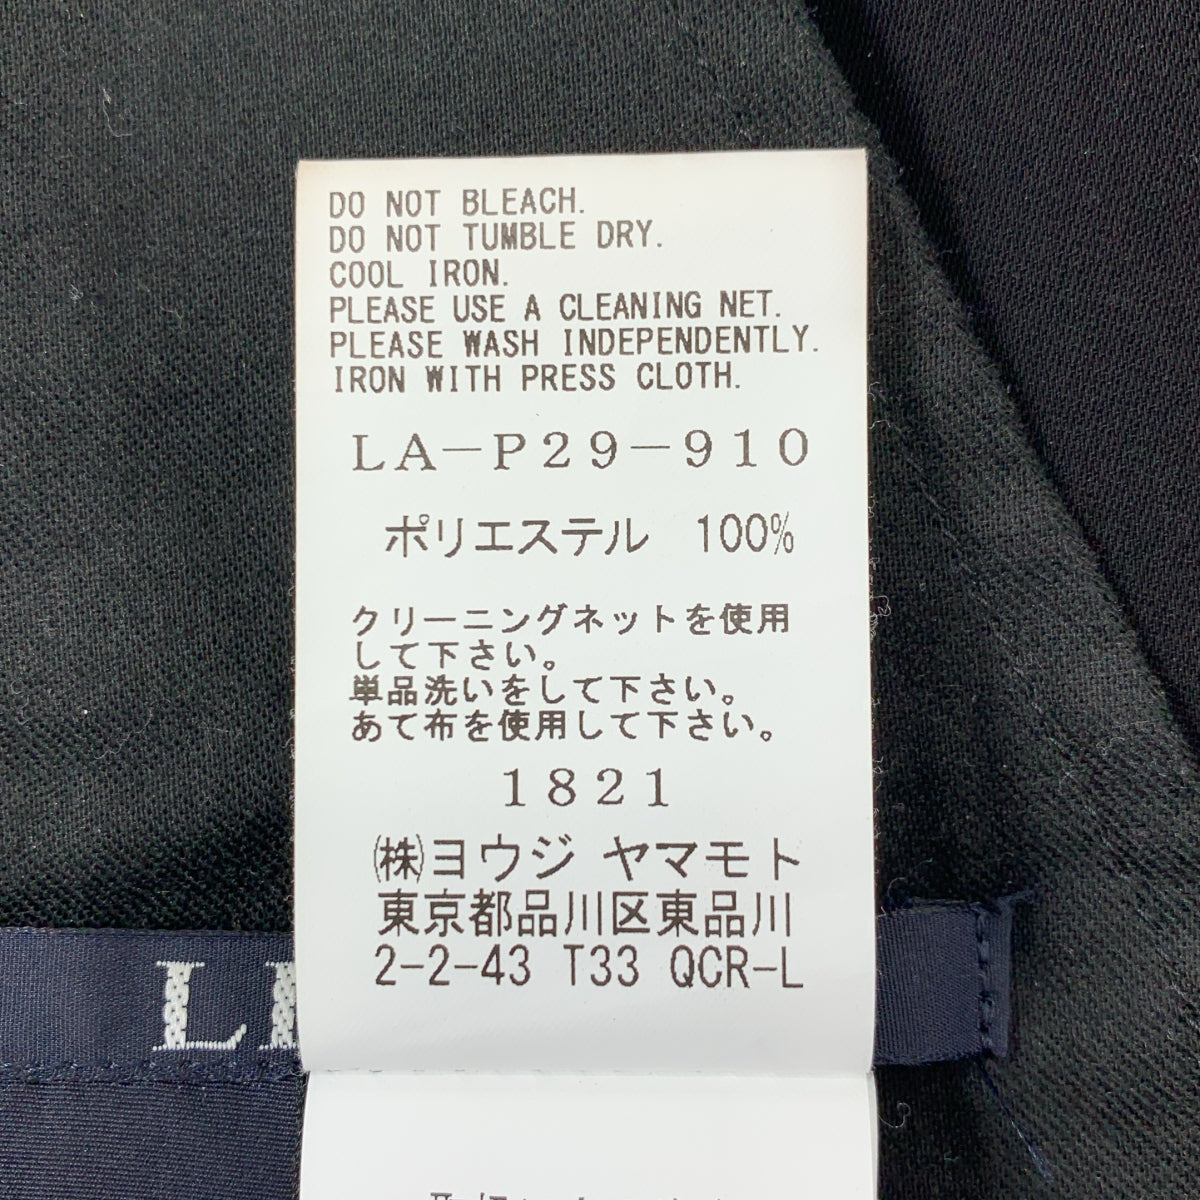 DO NOT BLEACH.
DO NOT TUMBLE DRY.
COOL IRON.
PLEASE USE A CLEANING NET.
PLEASE WASH INDEPENDENTLY.
IRON WITH PRESS CLOTH.
LA-P29-910
ポリエステル 100%
クリーニングネットを使用
して下さい。
単品洗いをして下さい。
あて布を使用して下さい。
1821
㈱ヨウジ ヤマモト
東京都品川区東品川
2-2-43 T33 QCR-L